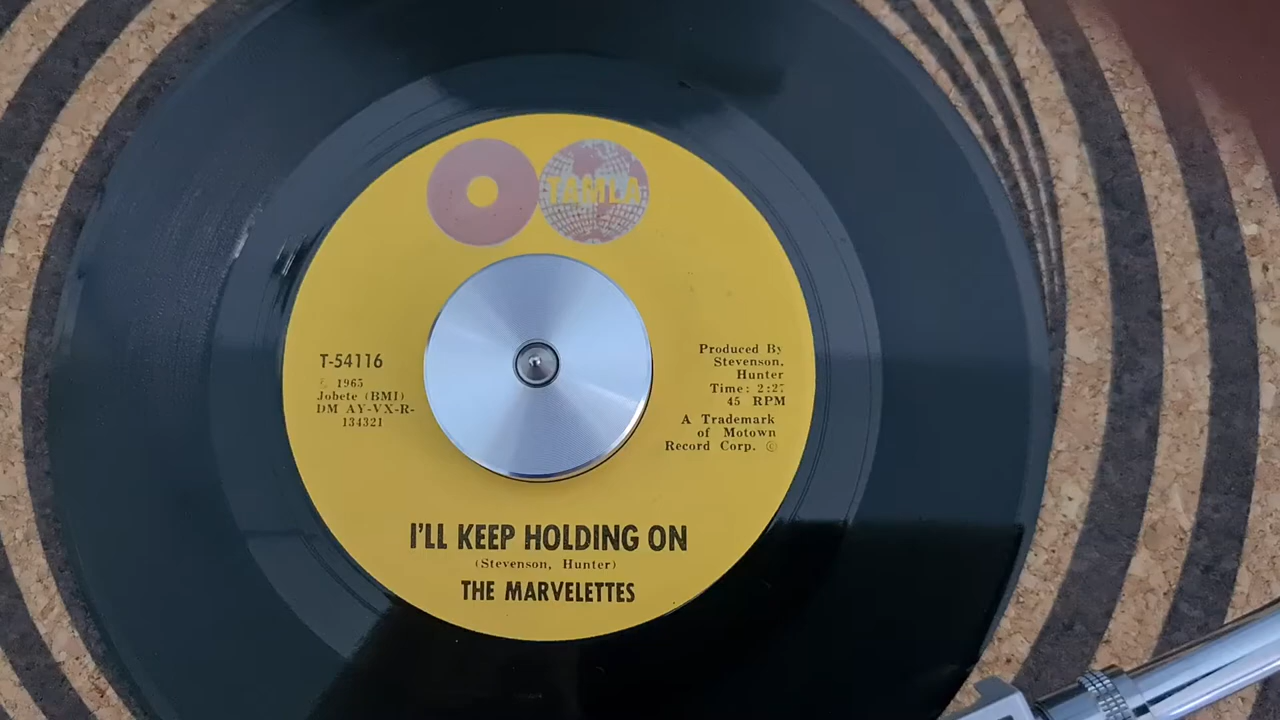 TAMLA
T-54116
℗ 1965
Jobete (BMI)
DM AY-VX-R-
134321
Produced By
Stevenson,
Hunter
Time: 2:27
45 RPM
A Trademark
of Motown
Record Corp. ©
I'LL KEEP HOLDING ON
(Stevenson, Hunter)
THE MARVELETTES